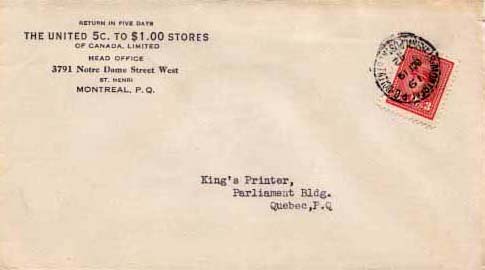 RETURN IN FIVE DAYS
THE UNITED 5C. TO $1.00 STORES
OF CANADA, LIMITED
HEAD OFFICE
3791 Notre Dame Street West
ST. HENRI
MONTREAL, P. Q.
3
King's Printer,
Parliament Bldg.
Quebec,P.Q